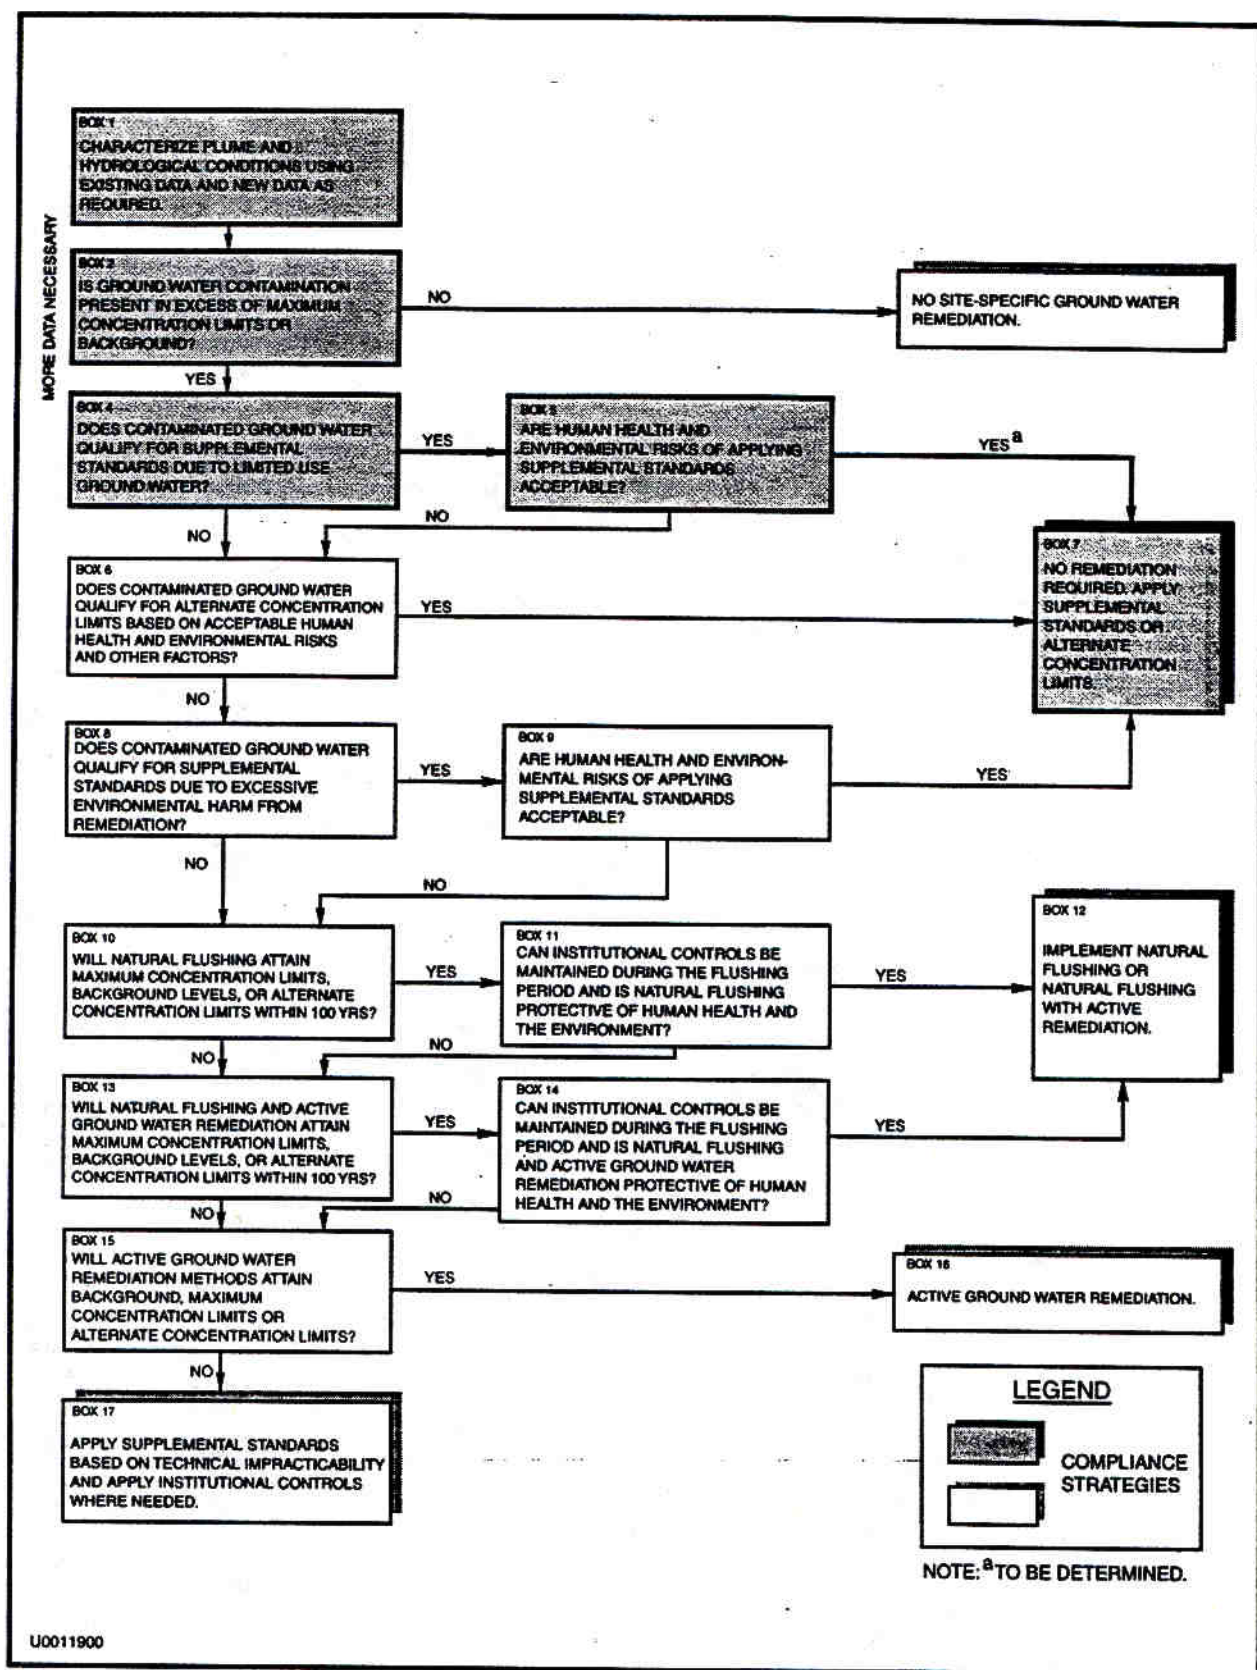 MORE DATA NECESSARY
BOX 1
CHARACTERIZE PLUME AND
HYDROLOGICAL CONDITIONS USING
EXISTING DATA AND NEW DATA AS
REQUIRED.
BOX 2
IS GROUND WATER CONTAMINATION
PRESENT IN EXCESS OF MAXIMUM
CONCENTRATION LIMITS OR
BACKGROUND?
NO
NO SITE-SPECIFIC GROUND WATER
REMEDIATION.
YES
BOX 4
DOES CONTAMINATED GROUND WATER
QUALIFY FOR SUPPLEMENTAL
STANDARDS DUE TO LIMITED USE
GROUND WATER?
YES
BOX 5
ARE HUMAN HEALTH AND
ENVIRONMENTAL RISKS OF APPLYING
SUPPLEMENTAL STANDARDS
ACCEPTABLE?
YES a
NO
NO
BOX 6
DOES CONTAMINATED GROUND WATER
QUALIFY FOR ALTERNATE CONCENTRATION
LIMITS BASED ON ACCEPTABLE HUMAN
HEALTH AND ENVIRONMENTAL RISKS
AND OTHER FACTORS?
YES
BOX 7
NO REMEDIATION
REQUIRED. APPLY
SUPPLEMENTAL
STANDARDS OR
ALTERNATE
CONCENTRATION
LIMITS.
NO
BOX 8
DOES CONTAMINATED GROUND WATER
QUALIFY FOR SUPPLEMENTAL
STANDARDS DUE TO EXCESSIVE
ENVIRONMENTAL HARM FROM
REMEDIATION?
YES
BOX 9
ARE HUMAN HEALTH AND ENVIRON-
MENTAL RISKS OF APPLYING
SUPPLEMENTAL STANDARDS
ACCEPTABLE?
YES
NO
NO
BOX 10
WILL NATURAL FLUSHING ATTAIN
MAXIMUM CONCENTRATION LIMITS,
BACKGROUND LEVELS, OR ALTERNATE
CONCENTRATION LIMITS WITHIN 100 YRS?
YES
BOX 11
CAN INSTITUTIONAL CONTROLS BE
MAINTAINED DURING THE FLUSHING
PERIOD AND IS NATURAL FLUSHING
PROTECTIVE OF HUMAN HEALTH AND
THE ENVIRONMENT?
YES
BOX 12
IMPLEMENT NATURAL
FLUSHING OR
NATURAL FLUSHING
WITH ACTIVE
REMEDIATION.
NO
NO
BOX 13
WILL NATURAL FLUSHING AND ACTIVE
GROUND WATER REMEDIATION ATTAIN
MAXIMUM CONCENTRATION LIMITS,
BACKGROUND LEVELS, OR ALTERNATE
CONCENTRATION LIMITS WITHIN 100 YRS?
YES
BOX 14
CAN INSTITUTIONAL CONTROLS BE
MAINTAINED DURING THE FLUSHING
PERIOD AND IS NATURAL FLUSHING
AND ACTIVE GROUND WATER
REMEDIATION PROTECTIVE OF HUMAN
HEALTH AND THE ENVIRONMENT?
YES
NO
NO
BOX 15
WILL ACTIVE GROUND WATER
REMEDIATION METHODS ATTAIN
BACKGROUND, MAXIMUM
CONCENTRATION LIMITS OR
ALTERNATE CONCENTRATION LIMITS?
YES
BOX 16
ACTIVE GROUND WATER REMEDIATION.
NO
BOX 17
APPLY SUPPLEMENTAL STANDARDS
BASED ON TECHNICAL IMPRACTICABILITY
AND APPLY INSTITUTIONAL CONTROLS
WHERE NEEDED.
LEGEND
COMPLIANCE
STRATEGIES
NOTE: a TO BE DETERMINED.
U0011900